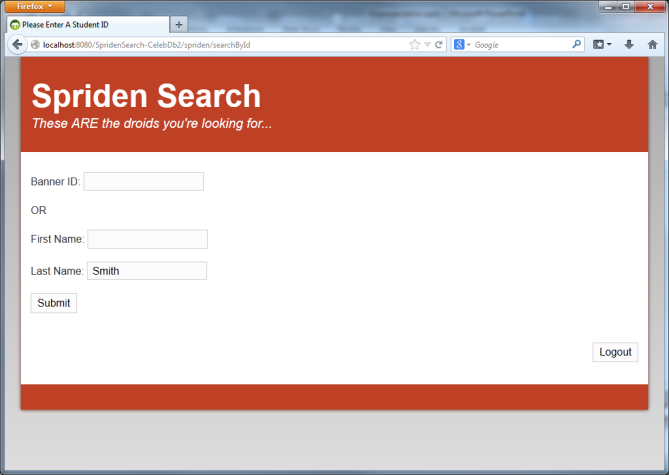 Firefox
Please Enter A Student ID
localhost:8080/SpridenSearch-CelebDb2/spriden/searchById
Google
Spriden Search
These ARE the droids you're looking for...
Banner ID:
OR
First Name:
Last Name: Smith
Submit
Logout